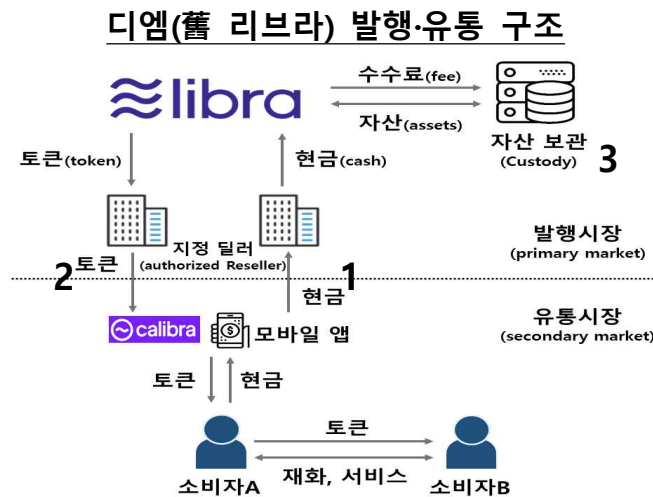 디엠(舊 리브라) 발행·유통 구조
libra
수수료(fee)
자산(assets)
자산 보관
(Custody)
3
토큰(token)
현금(cash)
지정 딜러
(authorized Reseller)
발행시장
(primary market)
2
토큰
1
현금
calibra
모바일 앱
유통시장
(secondary market)
토큰
현금
토큰
재화, 서비스
소비자A
소비자B